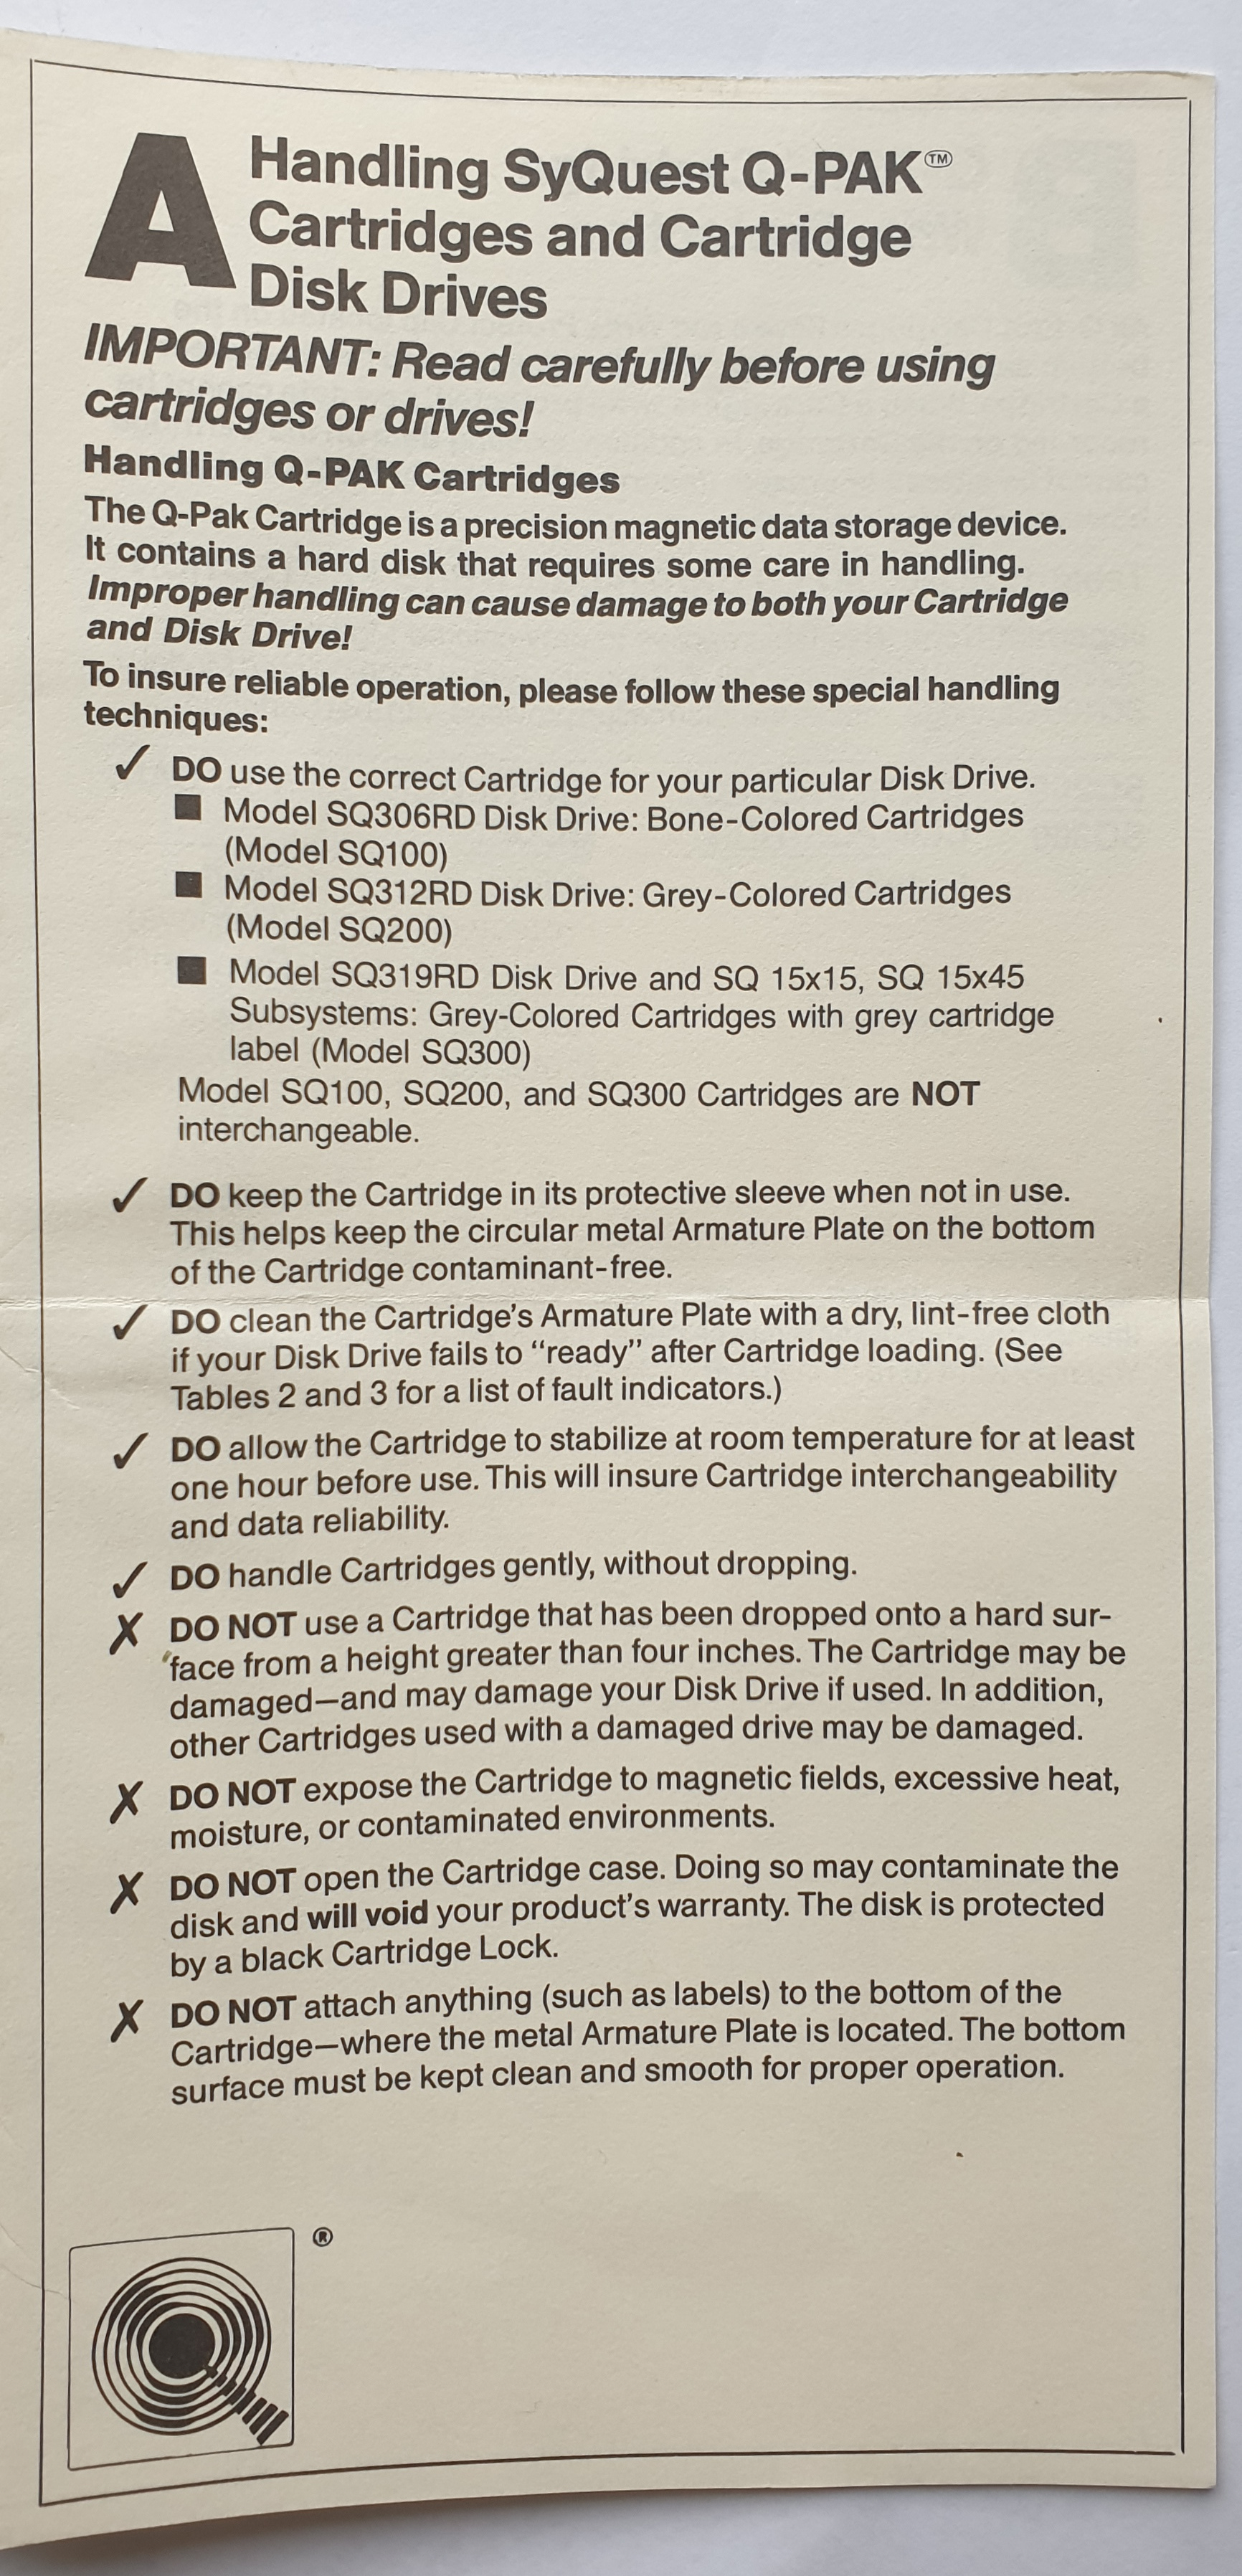 A Handling SyQuest Q-PAK™
Cartridges and Cartridge
Disk Drives
IMPORTANT: Read carefully before using
cartridges or drives!
Handling Q-PAK Cartridges
The Q-Pak Cartridge is a precision magnetic data storage device.
It contains a hard disk that requires some care in handling.
Improper handling can cause damage to both your Cartridge
and Disk Drive!
To insure reliable operation, please follow these special handling
techniques:
✓ DO use the correct Cartridge for your particular Disk Drive.
■ Model SQ306RD Disk Drive: Bone-Colored Cartridges
(Model SQ100)
■ Model SQ312RD Disk Drive: Grey-Colored Cartridges
(Model SQ200)
■ Model SQ319RD Disk Drive and SQ 15x15, SQ 15x45
Subsystems: Grey-Colored Cartridges with grey cartridge
label (Model SQ300)
Model SQ100, SQ200, and SQ300 Cartridges are NOT
interchangeable.
✓ DO keep the Cartridge in its protective sleeve when not in use.
This helps keep the circular metal Armature Plate on the bottom
of the Cartridge contaminant-free.
✓ DO clean the Cartridge's Armature Plate with a dry, lint-free cloth
if your Disk Drive fails to "ready" after Cartridge loading. (See
Tables 2 and 3 for a list of fault indicators.)
✓ DO allow the Cartridge to stabilize at room temperature for at least
one hour before use. This will insure Cartridge interchangeability
and data reliability.
✓ DO handle Cartridges gently, without dropping.
✗ DO NOT use a Cartridge that has been dropped onto a hard sur-
face from a height greater than four inches. The Cartridge may be
damaged—and may damage your Disk Drive if used. In addition,
other Cartridges used with a damaged drive may be damaged.
✗ DO NOT expose the Cartridge to magnetic fields, excessive heat,
moisture, or contaminated environments.
✗ DO NOT open the Cartridge case. Doing so may contaminate the
disk and will void your product's warranty. The disk is protected
by a black Cartridge Lock.
✗ DO NOT attach anything (such as labels) to the bottom of the
Cartridge—where the metal Armature Plate is located. The bottom
surface must be kept clean and smooth for proper operation.
®